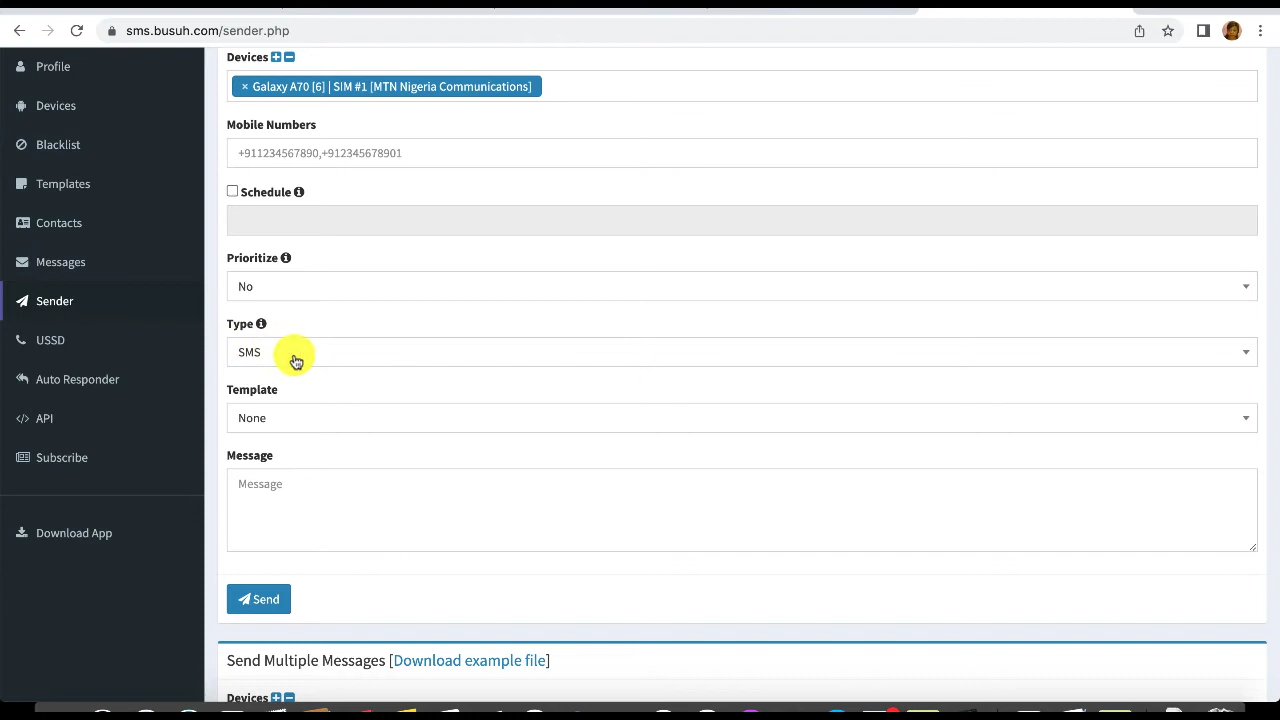 sms.busuh.com/sender.php
Profile
Devices
Blacklist
Templates
Contacts
Messages
Sender
USSD
Auto Responder
API
Subscribe
Download App
Devices
× Galaxy A70 [6] | SIM #1 [MTN Nigeria Communications]
Mobile Numbers
+911234567890,+912345678901
Schedule
Prioritize
No
Type
SMS
Template
None
Message
Message
Send
Send Multiple Messages [Download example file]
Devices